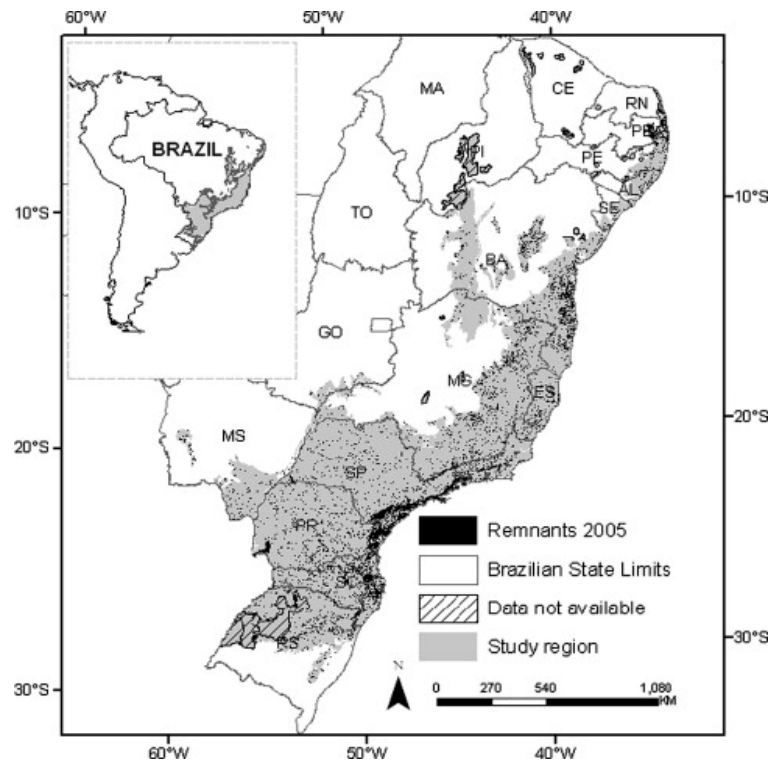 60°W 50°W 40°W
BRAZIL
MA
CE
RN
PB
PI
PE
AL
10°S
10°S
SE
TO
BA
GO
MG
ES
20°S
MS
20°S
SP
PR
Remnants 2005
Brazilian State Limits
SC
Data not available
30°S
RS
Study region
N
30°S
0 270 540 1,080
KM
60°W 50°W 40°W